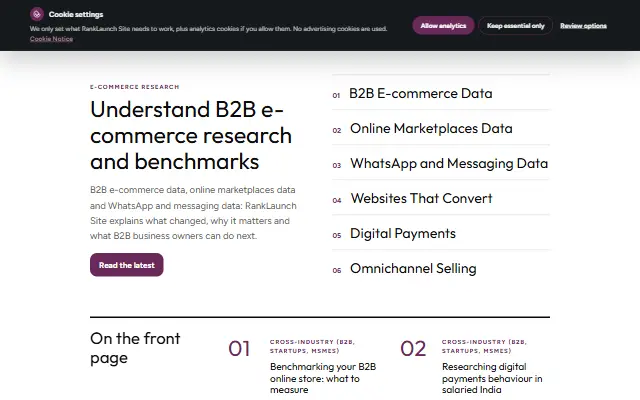 Cookie settings
We only set what RankLaunch Site needs to work, plus analytics cookies if you allow them. No advertising cookies are used.
Cookie Notice
Allow analytics
Keep essential only
Review options
E-COMMERCE RESEARCH
Understand B2B e-
commerce research
and benchmarks
B2B e-commerce data, online marketplaces data
and WhatsApp and messaging data: RankLaunch
Site explains what changed, why it matters and
what B2B business owners can do next.
Read the latest
01 B2B E-commerce Data
02 Online Marketplaces Data
03 WhatsApp and Messaging Data
04 Websites That Convert
05 Digital Payments
06 Omnichannel Selling
On the front
page
01
CROSS-INDUSTRY (B2B,
STARTUPS, MSMES)
Benchmarking your B2B
online store: what to
measure
02
CROSS-INDUSTRY (B2B,
STARTUPS, MSMES)
Researching digital
payments behaviour in
salaried India